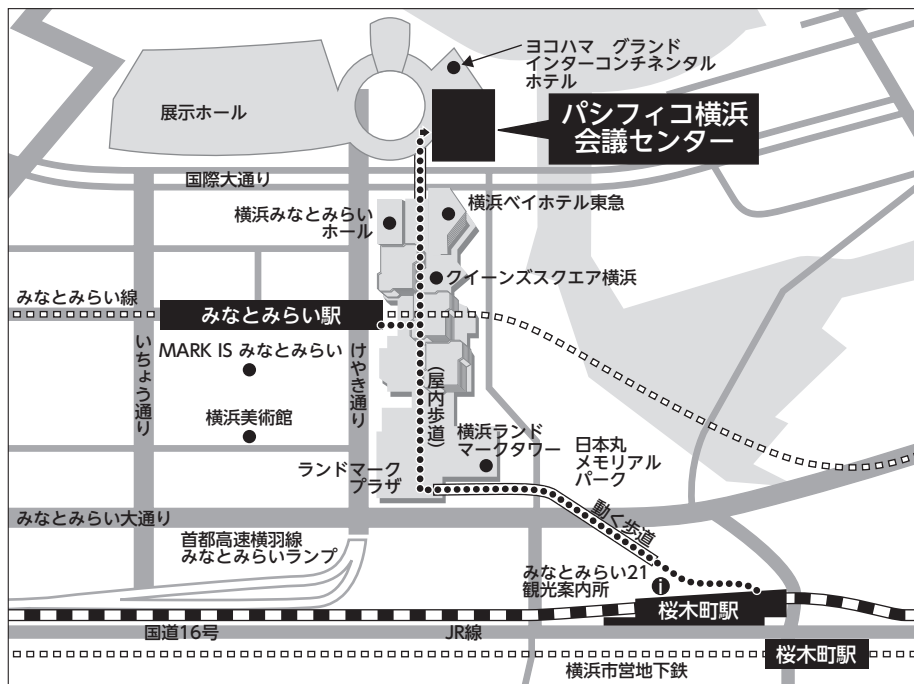 ヨコハマ　グランド
インターコンチネンタル
ホテル
展示ホール
パシフィコ横浜
会議センター
国際大通り
横浜みなとみらい
ホール
横浜ベイホテル東急
クイーンズスクエア横浜
みなとみらい線
みなとみらい駅
いちょう通り
MARK IS みなとみらい
けやき通り
(屋内歩道)
横浜美術館
横浜ランド
マークタワー
日本丸
メモリアル
パーク
ランドマーク
プラザ
みなとみらい大通り
動く歩道
首都高速横羽線
みなとみらいランプ
みなとみらい21
観光案内所
i
桜木町駅
国道16号
JR線
桜木町駅
横浜市営地下鉄